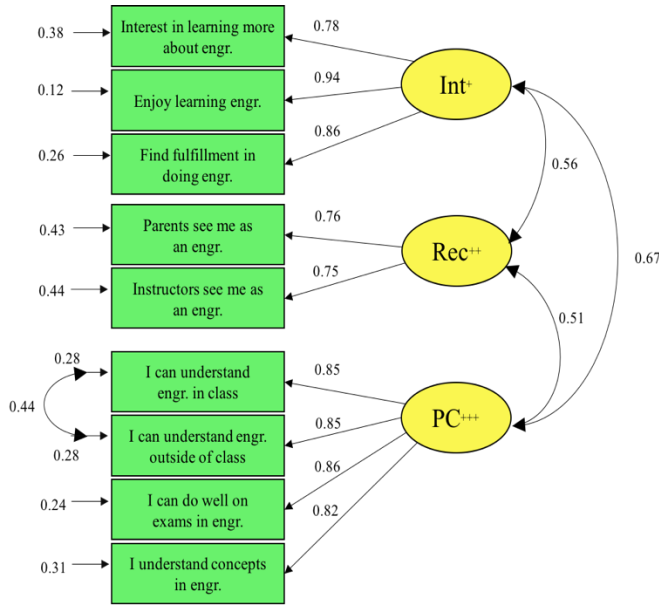 0.38
Interest in learning more
about engr.
0.78
0.12
Enjoy learning engr.
0.94
Int+
0.26
Find fulfillment in
doing engr.
0.86
0.56
0.43
Parents see me as
an engr.
0.76
Rec++
0.67
0.44
Instructors see me as
an engr.
0.75
0.51
0.28
I can understand
engr. in class
0.85
0.44
0.28
I can understand engr.
outside of class
0.85
PC+++
0.24
I can do well on
exams in engr.
0.86
0.31
I understand concepts
in engr.
0.82